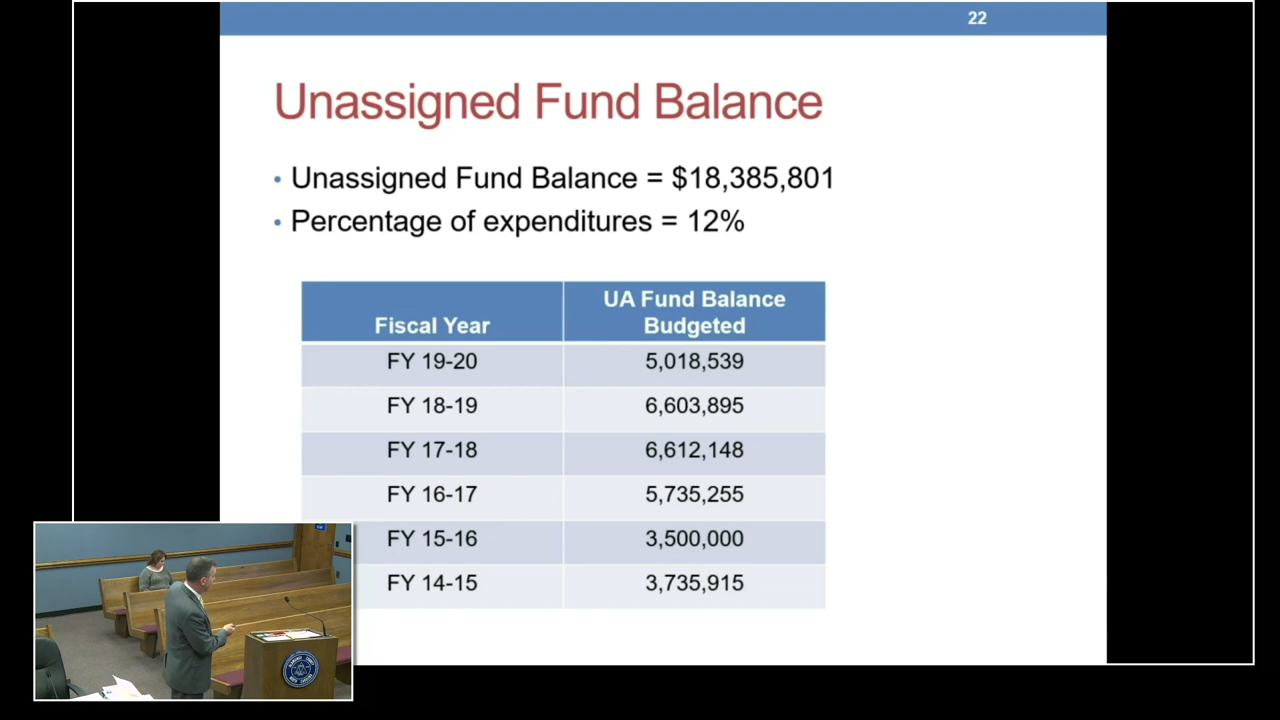 22
Unassigned Fund Balance
• Unassigned Fund Balance = $18,385,801
• Percentage of expenditures = 12%
Fiscal Year
UA Fund Balance
Budgeted
FY 19-20 5,018,539
FY 18-19 6,603,895
FY 17-18 6,612,148
FY 16-17 5,735,255
FY 15-16 3,500,000
FY 14-15 3,735,915